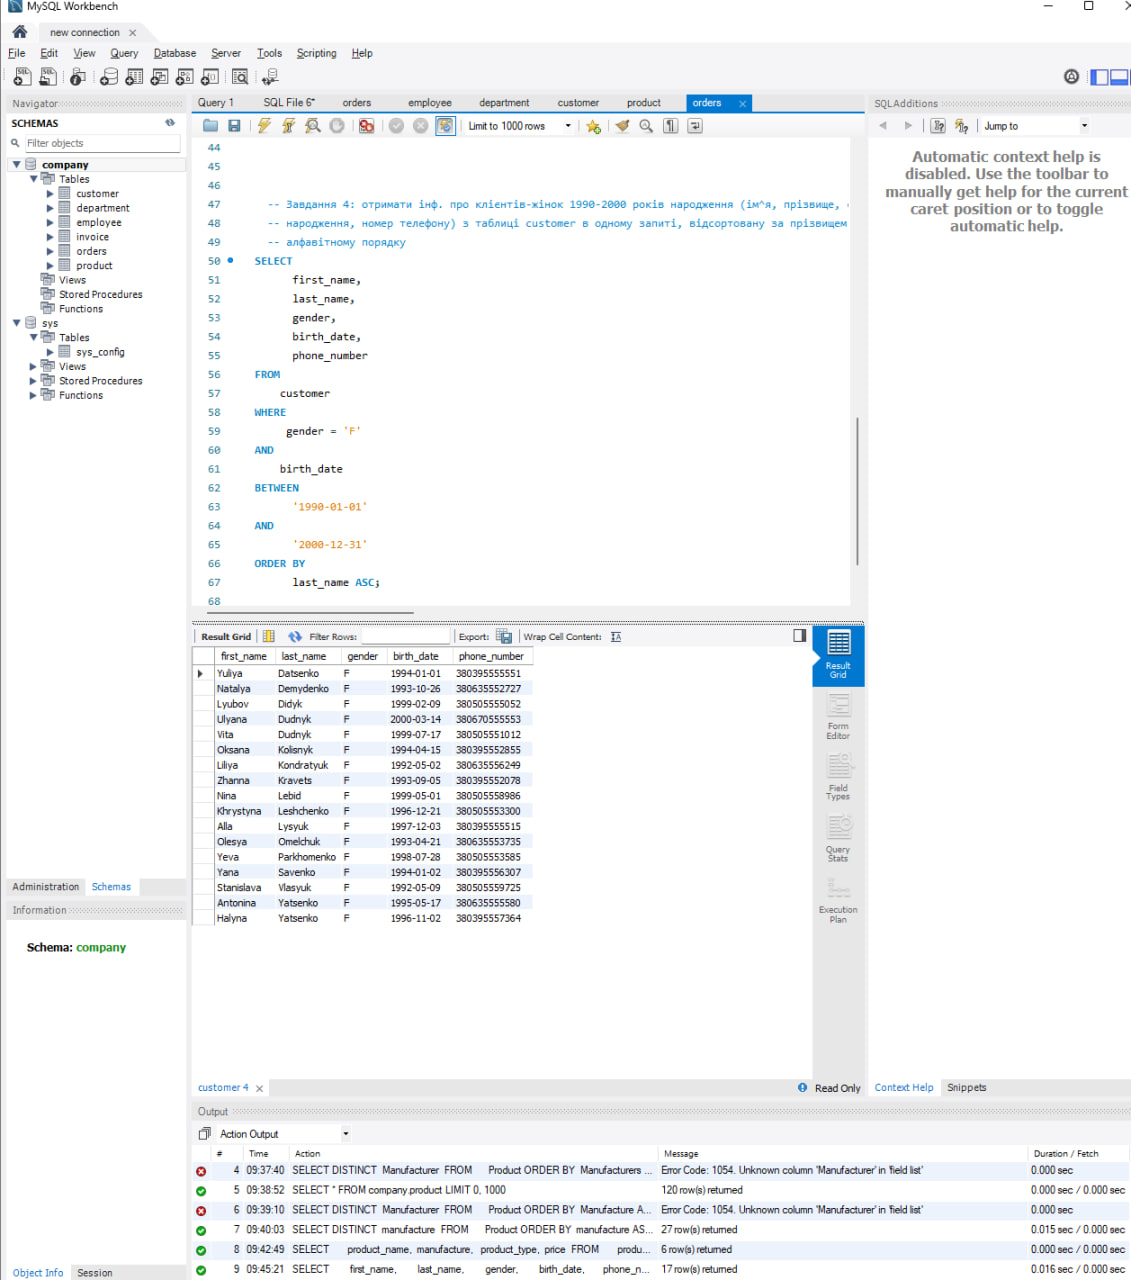 MySQL Workbench
new connection
File Edit View Query Database Server Tools Scripting Help
Navigator
SCHEMAS
Filter objects
company
Tables
customer
department
employee
invoice
orders
product
Views
Stored Procedures
Functions
sys
Tables
sys_config
Views
Stored Procedures
Functions
Administration Schemas
Information
Schema: company
Object Info Session
Query 1 SQL File 6* orders employee department customer product orders
Limit to 1000 rows
44
45
46
47 -- Завдання 4: отримати інф. про клієнтів-жінок 1990-2000 років народження (ім^я, прізвище,
48 -- народження, номер телефону) з таблиці customer в одному запиті, відсортовану за прізвищем
49 -- алфавітному порядку
50 SELECT
51 first_name,
52 last_name,
53 gender,
54 birth_date,
55 phone_number
56 FROM
57 customer
58 WHERE
59 gender = 'F'
60 AND
61 birth_date
62 BETWEEN
63 '1990-01-01'
64 AND
65 '2000-12-31'
66 ORDER BY
67 last_name ASC;
68
Result Grid Filter Rows: Export: Wrap Cell Content:
first_name last_name gender birth_date phone_number
Yuliya Datsenko F 1994-01-01 380395555551
Natalya Demydenko F 1993-10-26 380635552727
Lyubov Didyk F 1999-02-09 380505555052
Ulyana Dudnyk F 2000-03-14 380670555553
Vita Dudnyk F 1999-07-17 380505551012
Oksana Kolisnyk F 1994-04-15 380395552855
Liliya Kondratyuk F 1992-05-02 380635556249
Zhanna Kravets F 1993-09-05 380395552078
Nina Lebid F 1999-05-01 380505558986
Khrystyna Leshchenko F 1996-12-21 380505553300
Alla Lysyuk F 1997-12-03 380395555515
Olesya Omelchuk F 1993-04-21 380635553735
Yeva Parkhomenko F 1998-07-28 380505553585
Yana Savenko F 1994-01-02 380395556307
Stanislava Vlasyuk F 1992-05-09 380505559725
Antonina Yatsenko F 1995-05-17 380635555580
Halyna Yatsenko F 1996-11-02 380395557364
Result Grid
Form Editor
Field Types
Query Stats
Execution Plan
customer 4
Read Only
SQLAdditions
Jump to
Automatic context help is
disabled. Use the toolbar to
manually get help for the current
caret position or to toggle
automatic help.
Context Help Snippets
Output
Action Output
# Time Action Message Duration / Fetch
4 09:37:40 SELECT DISTINCT Manufacturer FROM Product ORDER BY Manufacturers ... Error Code: 1054. Unknown column 'Manufacturer' in 'field list' 0.000 sec
5 09:38:52 SELECT * FROM company.product LIMIT 0, 1000 120 row(s) returned 0.000 sec / 0.000 sec
6 09:39:10 SELECT DISTINCT Manufacturer FROM Product ORDER BY Manufacture A... Error Code: 1054. Unknown column 'Manufacturer' in 'field list' 0.000 sec
7 09:40:03 SELECT DISTINCT manufacture FROM Product ORDER BY manufacture AS... 27 row(s) returned 0.015 sec / 0.000 sec
8 09:42:49 SELECT product_name, manufacture, product_type, price FROM produ... 6 row(s) returned 0.000 sec / 0.000 sec
9 09:45:21 SELECT first_name, last_name, gender, birth_date, phone_n... 17 row(s) returned 0.016 sec / 0.000 sec